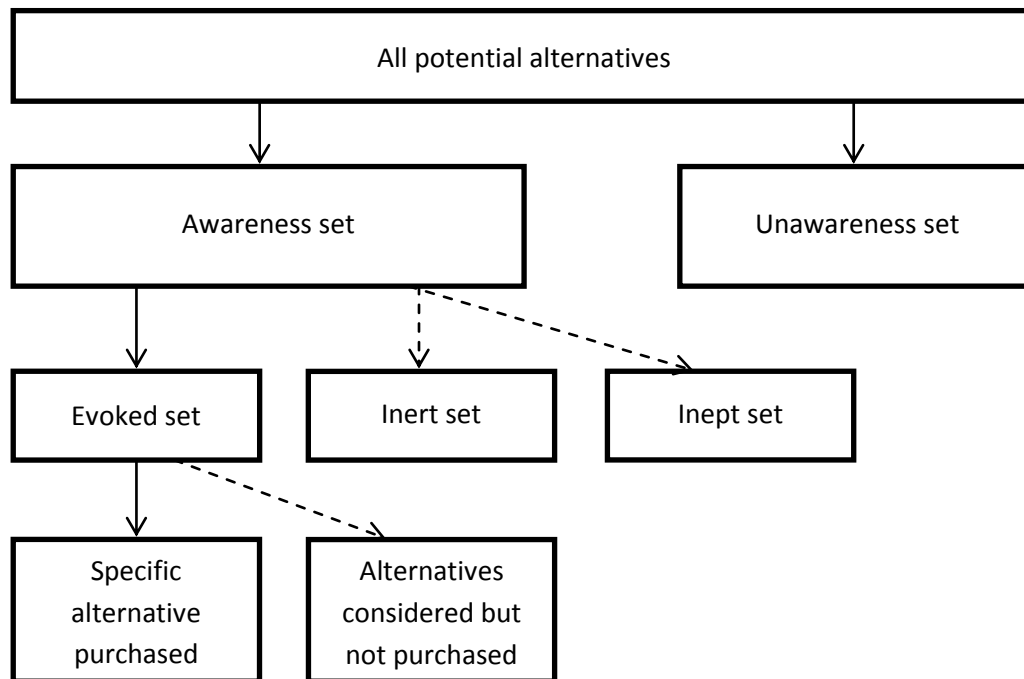 All potential alternatives
Awareness set
Unawareness set
Evoked set
Inert set
Inept set
Specific
alternative
purchased
Alternatives
considered but
not purchased